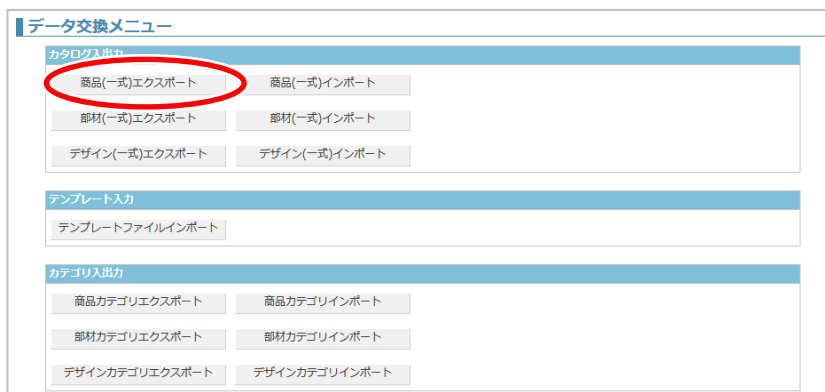 データ交換メニュー
カタログ入出力
商品(一式)エクスポート 商品(一式)インポート
部材(一式)エクスポート 部材(一式)インポート
デザイン(一式)エクスポート デザイン(一式)インポート
テンプレート入力
テンプレートファイルインポート
カテゴリ入出力
商品カテゴリエクスポート 商品カテゴリインポート
部材カテゴリエクスポート 部材カテゴリインポート
デザインカテゴリエクスポート デザインカテゴリインポート